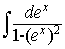 ∫ de^x / 1-(e^x)^2